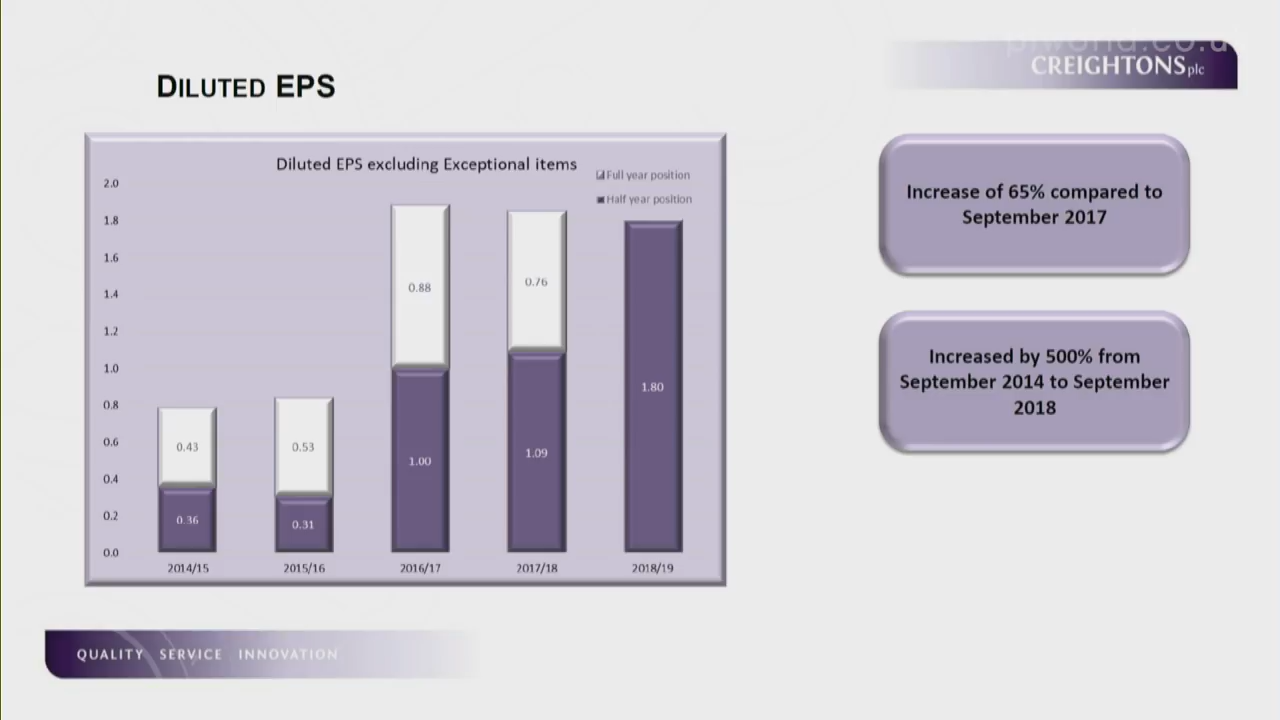 DILUTED EPS
CREIGHTONS plc
Diluted EPS excluding Exceptional items
Full year position
Half year position
2.0
1.8
1.6
1.4
1.2
1.0
0.8
0.6
0.4
0.2
0.0
0.43
0.36
0.53
0.31
0.88
1.00
0.76
1.09
1.80
2014/15 2015/16 2016/17 2017/18 2018/19
Increase of 65% compared to
September 2017
Increased by 500% from
September 2014 to September
2018
QUALITY SERVICE INNOVATION